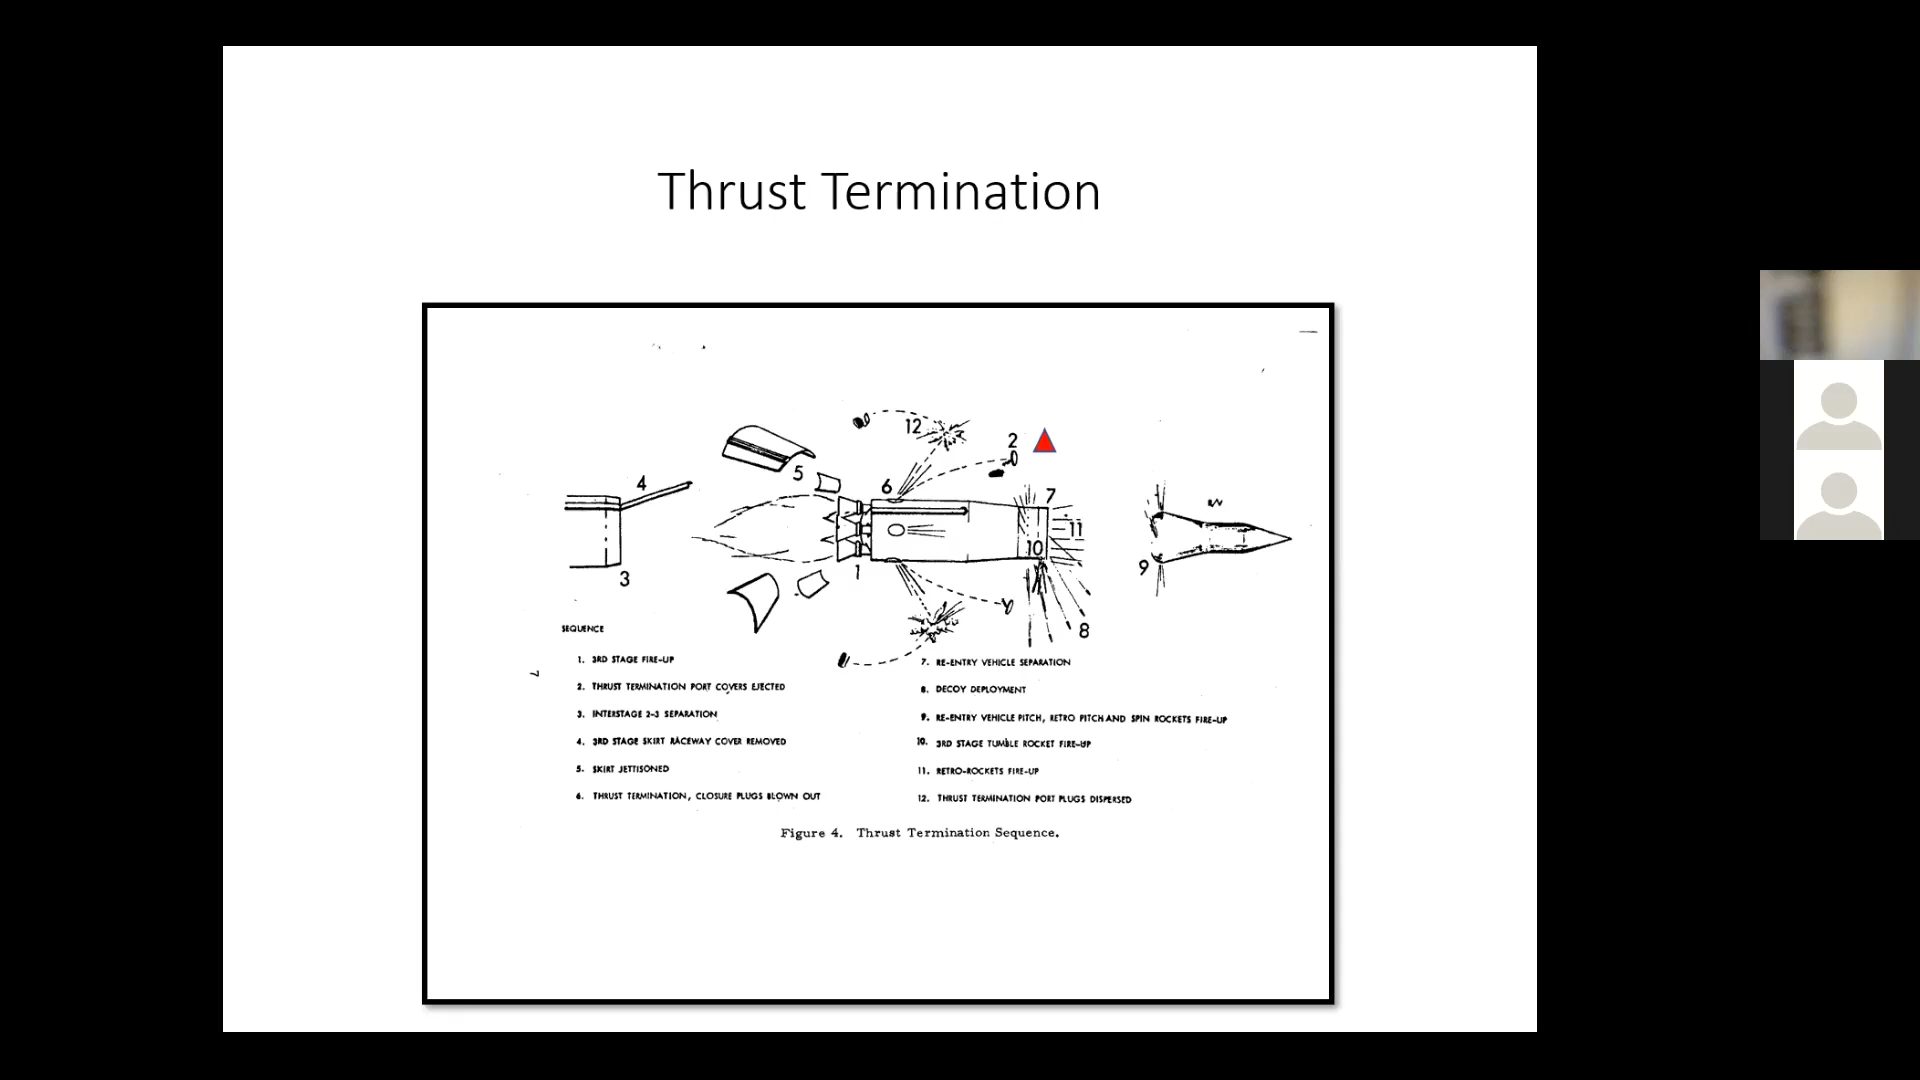 Thrust Termination
12
2
5
4
6
7
11
10
1
3
9
8
RV
SEQUENCE
1. 3RD STAGE FIRE-UP
2. THRUST TERMINATION PORT COVERS EJECTED
3. INTERSTAGE 2-3 SEPARATION
4. 3RD STAGE SKIRT RACEWAY COVER REMOVED
5. SKIRT JETTISONED
6. THRUST TERMINATION, CLOSURE PLUGS BLOWN OUT
7. RE-ENTRY VEHICLE SEPARATION
8. DECOY DEPLOYMENT
9. RE-ENTRY VEHICLE PITCH, RETRO PITCH AND SPIN ROCKETS FIRE-UP
10. 3RD STAGE TUMBLE ROCKET FIRE-UP
11. RETRO-ROCKETS FIRE-UP
12. THRUST TERMINATION PORT PLUGS DISPERSED
7
Figure 4. Thrust Termination Sequence.